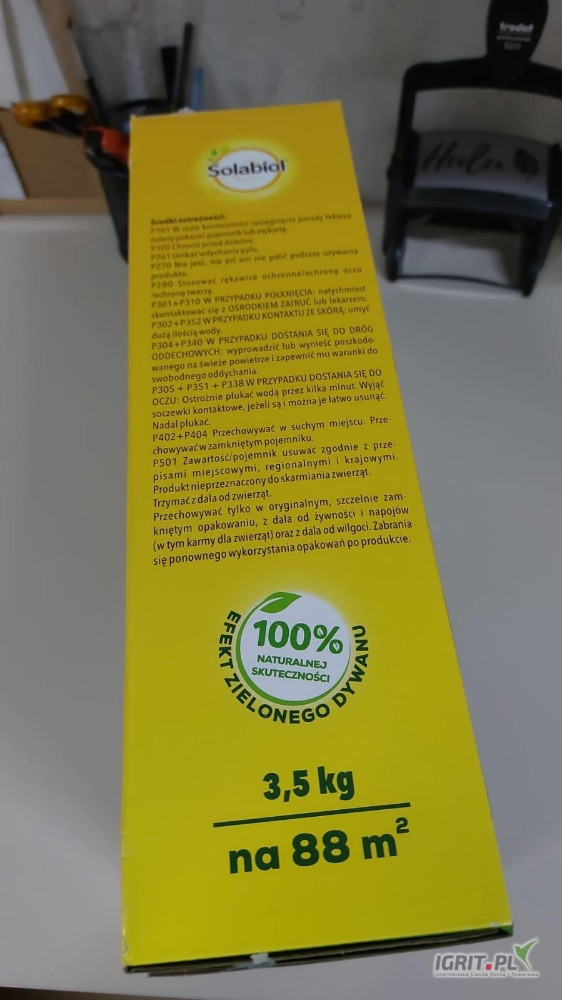 trodat
Solabiol
Środki ostrożności:
P101 W razie konieczności zasięgnięcia porady lekarza
należy pokazać pojemnik lub etykietę.
P102 Chronić przed dziećmi.
P261 Unikać wdychania pyłu.
P270 Nie jeść, nie pić ani nie palić podczas używania
produktu.
P280 Stosować rękawice ochronne/ochronę oczu
/ochronę twarzy.
P301+P310 W PRZYPADKU POŁKNIĘCIA: natychmiast
skontaktować się z OŚRODKIEM ZATRUĆ lub lekarzem.
P302+P352 W PRZYPADKU KONTAKTU ZE SKÓRĄ: umyć
dużą ilością wody.
P304+P340 W PRZYPADKU DOSTANIA SIĘ DO DRÓG
ODDECHOWYCH: wyprowadzić lub wynieść poszkodo-
wanego na świeże powietrze i zapewnić mu warunki do
swobodnego oddychania.
P305 + P351 + P338 W PRZYPADKU DOSTANIA SIĘ DO
OCZU: Ostrożnie płukać wodą przez kilka minut. Wyjąć
soczewki kontaktowe, jeżeli są i można je łatwo usunąć.
Nadal płukać.
P402+P404 Przechowywać w suchym miejscu. Prze-
chowywać w zamkniętym pojemniku.
P501 Zawartość/pojemnik usuwać zgodnie z prze-
pisami miejscowymi, regionalnymi i krajowymi.
Produkt nieprzeznaczony do skarmiania zwierząt.
Trzymać z dala od zwierząt.
Przechowywać tylko w oryginalnym, szczelnie zam-
kniętym opakowaniu, z dala od żywności i napojów
(w tym karmy dla zwierząt) oraz z dala od wilgoci. Zabrania
się ponownego wykorzystania opakowań po produkcie.
100%
NATURALNEJ
SKUTECZNOŚCI
EFEKT ZIELONEGO DYWANU
3,5 kg
na 88 m²
IGRIT.PL